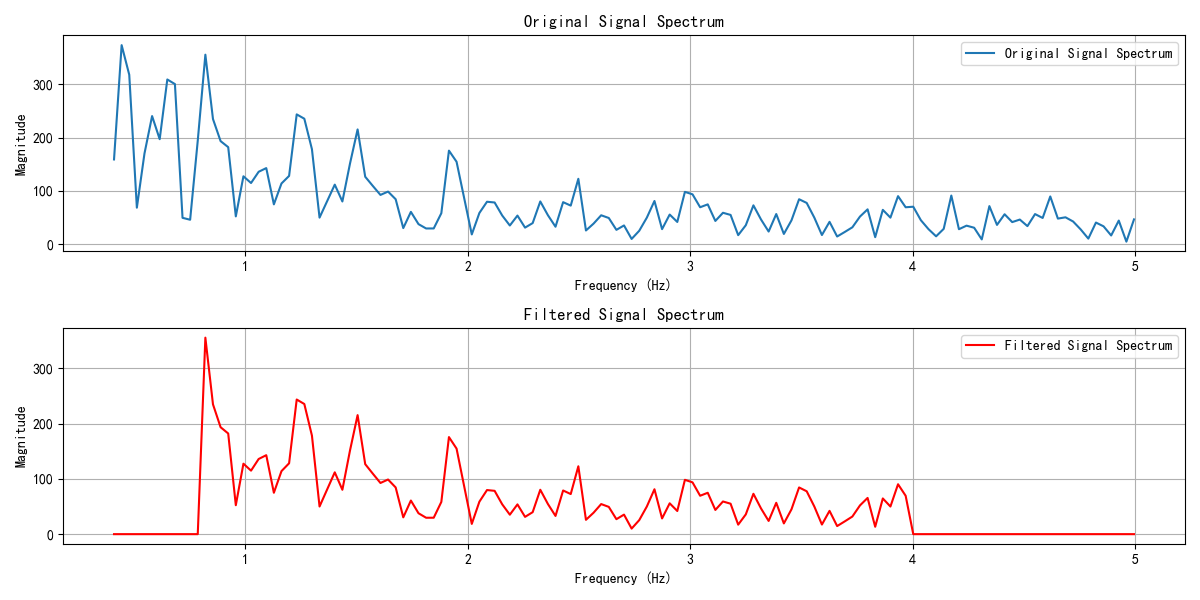 Original Signal Spectrum
Original Signal Spectrum
Magnitude
300
200
100
0
1 2 3 4 5
Frequency (Hz)
Filtered Signal Spectrum
Filtered Signal Spectrum
Magnitude
300
200
100
0
1 2 3 4 5
Frequency (Hz)